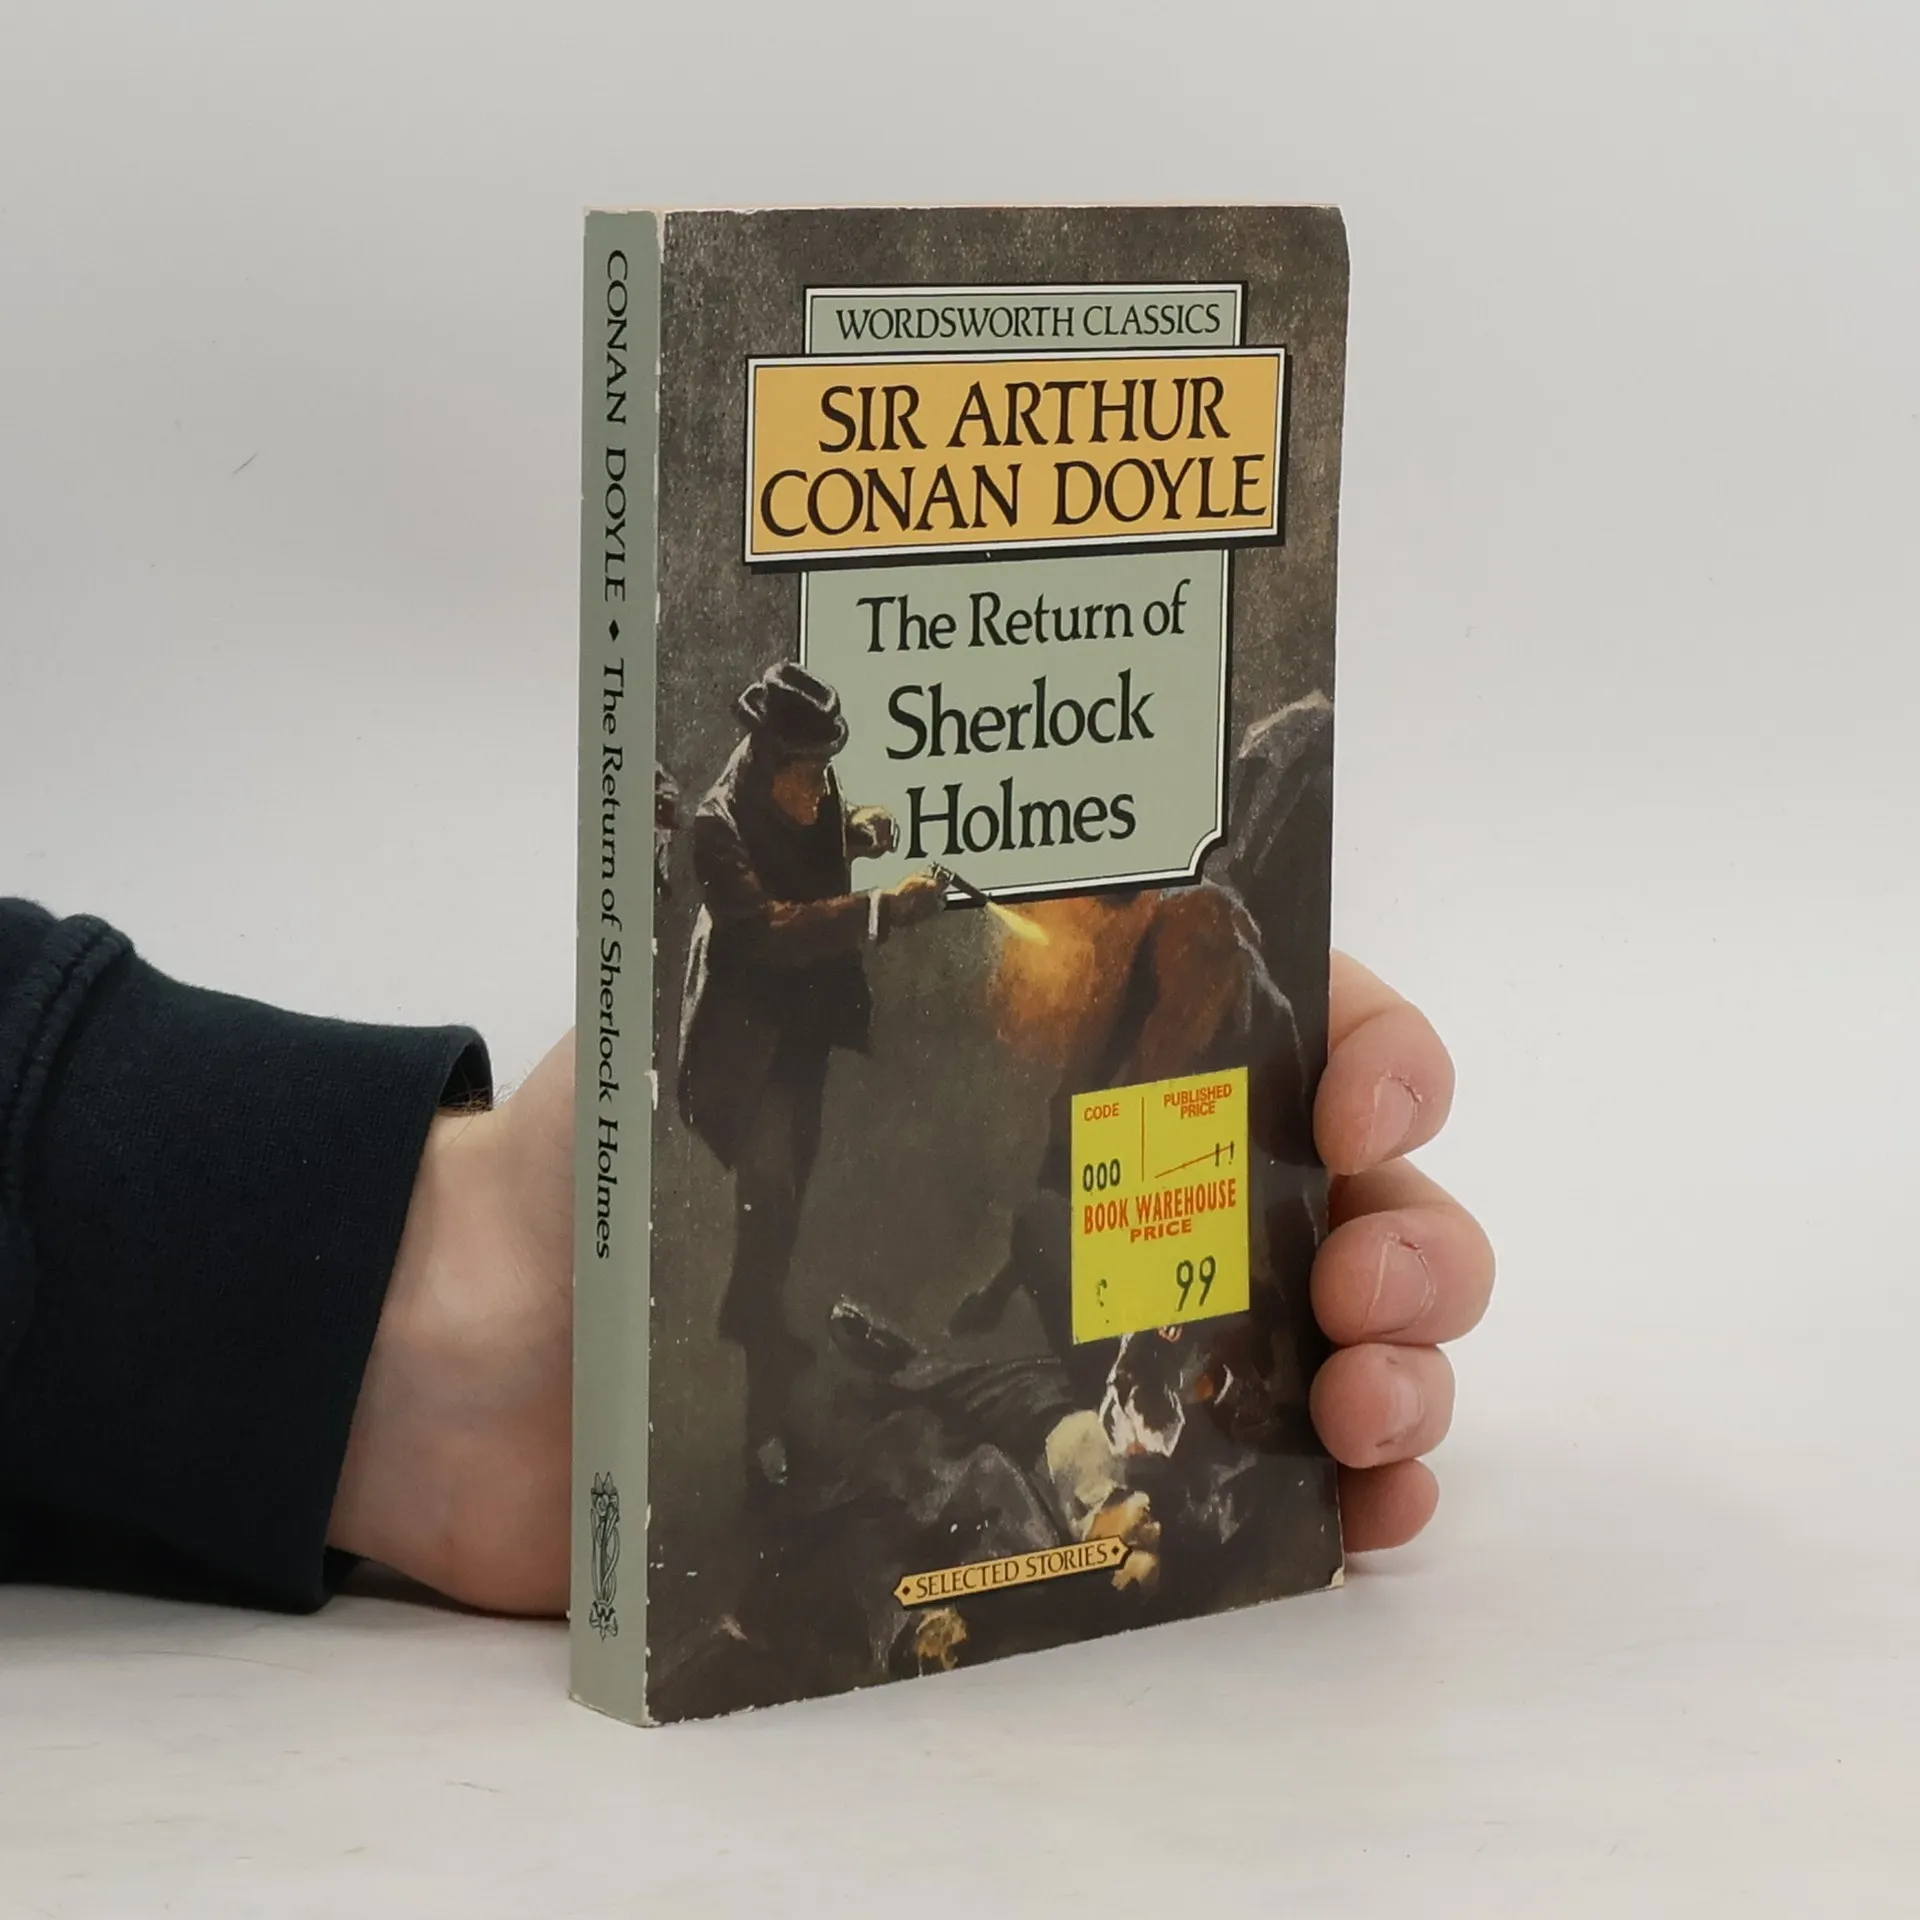 CONAN DOYLE ♦ The Return of Sherlock Holmes
WORDSWORTH CLASSICS
SIR ARTHUR
CONAN DOYLE
The Return of
Sherlock
Holmes
CODE
PUBLISHED
PRICE
000
BOOK WAREHOUSE
PRICE
99
SELECTED STORIES